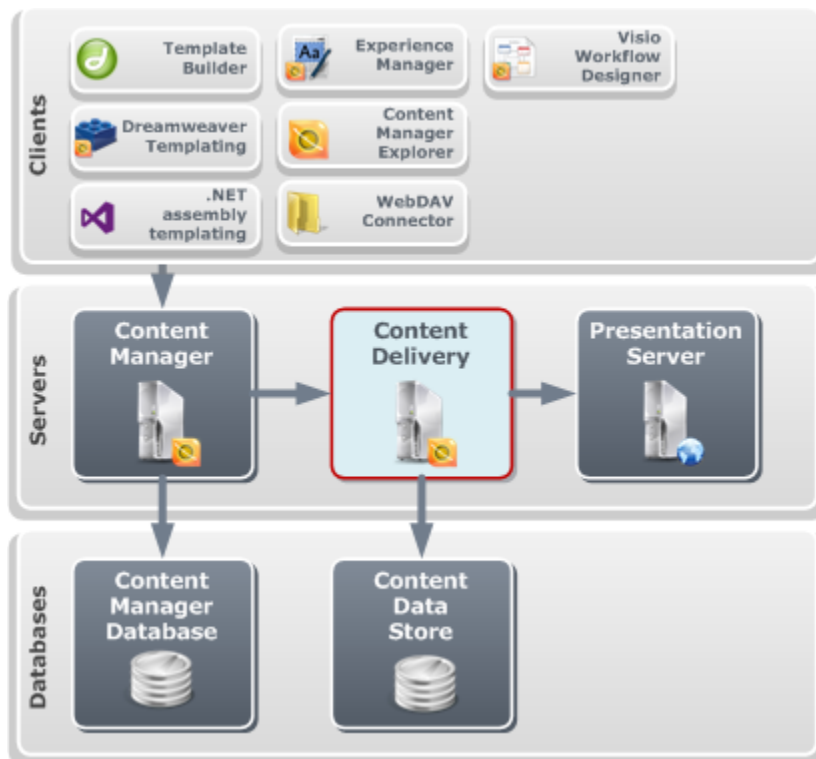 Clients
Template
Builder
Experience
Manager
Visio
Workflow
Designer
Dreamweaver
Templating
Content
Manager
Explorer
.NET
assembly
templating
WebDAV
Connector
Servers
Content
Manager
Content
Delivery
Presentation
Server
Databases
Content
Manager
Database
Content
Data
Store